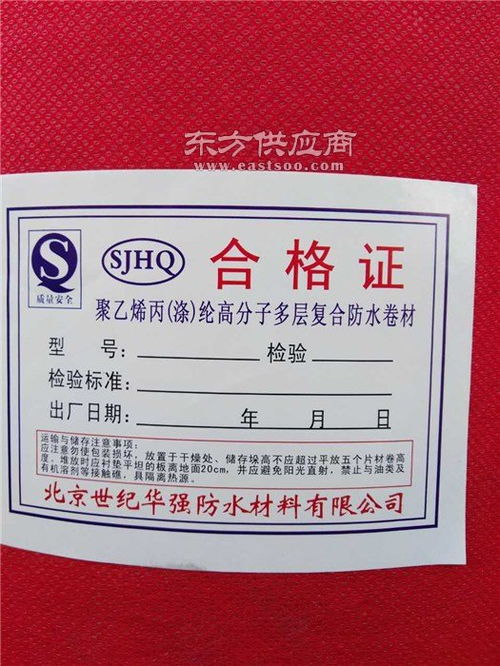 东方供应商
www.eastsoo.com
质量安全
SJHQ
合格证
聚乙烯丙(涤)纶高分子多层复合防水卷材
型 号： 检验
检验标准：
出厂日期： 年 月 日
运输与储存注意事项：
应注意勿使包装损坏，放置于干燥处、储存垛高不应超过平放五个片材卷高
度。堆放时应衬垫平坦的板离地面20cm，并应避免阳光直射，禁止与油类及
有机溶剂等接触碓，具隔离热源。
北京世纪华强防水材料有限公司